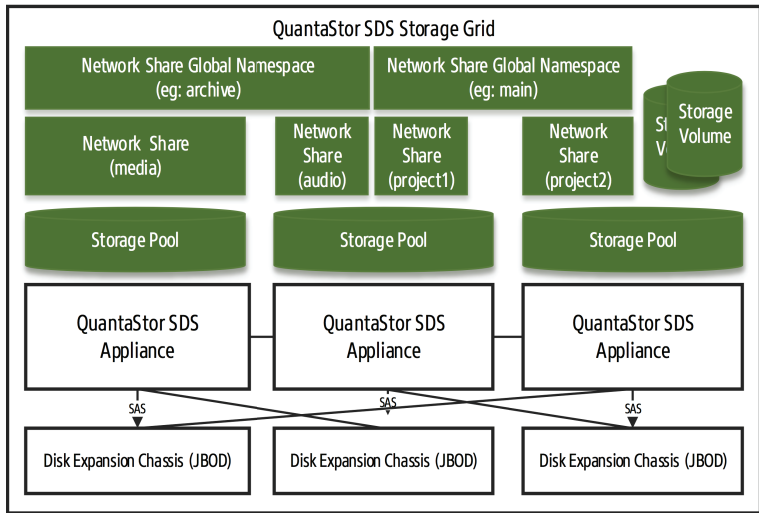 QuantaStor SDS Storage Grid
Network Share Global Namespace
(eg: archive)
Network Share Global Namespace
(eg: main)
Network Share
(media)
Network
Share
(audio)
Network
Share
(project1)
Network
Share
(project2)
Storage
Volume
Storage Pool
Storage Pool
Storage Pool
QuantaStor SDS
Appliance
QuantaStor SDS
Appliance
QuantaStor SDS
Appliance
SAS
SAS
SAS
Disk Expansion Chassis (JBOD)
Disk Expansion Chassis (JBOD)
Disk Expansion Chassis (JBOD)